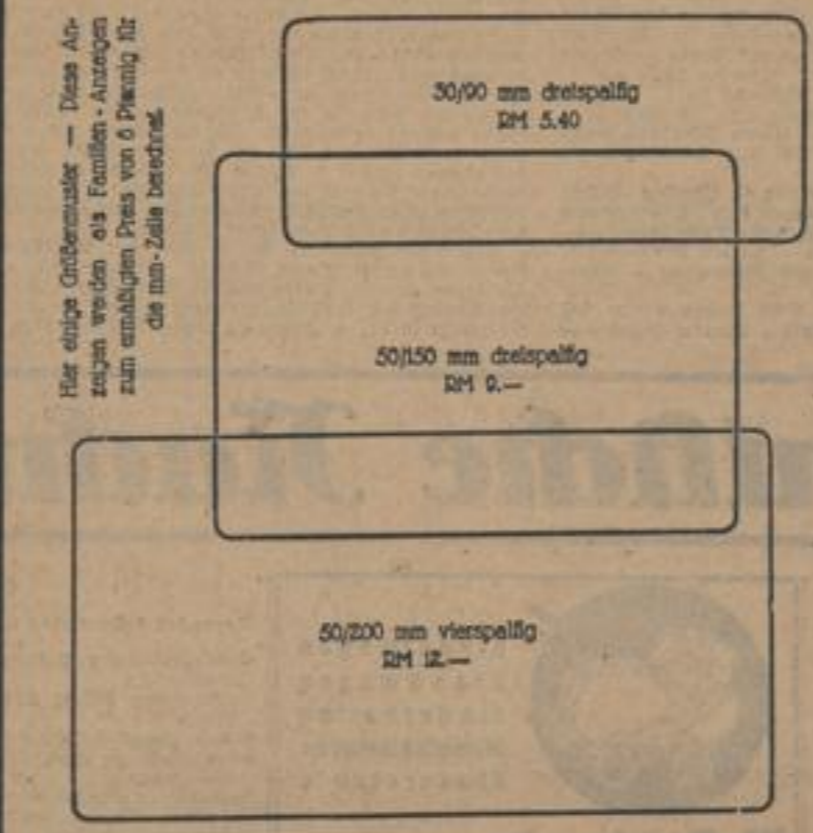 Hier einige Größenmuster — Diese An-
zeigen werden als Familien-Anzeigen
zum ermäßigten Preis von 6 Pfennig für
die mm-Zeile berechnet.
30/90 mm dreispaltig
RM 5.40
50/150 mm dreispaltig
RM 9.—
50/200 mm vierspaltig
RM 12.—